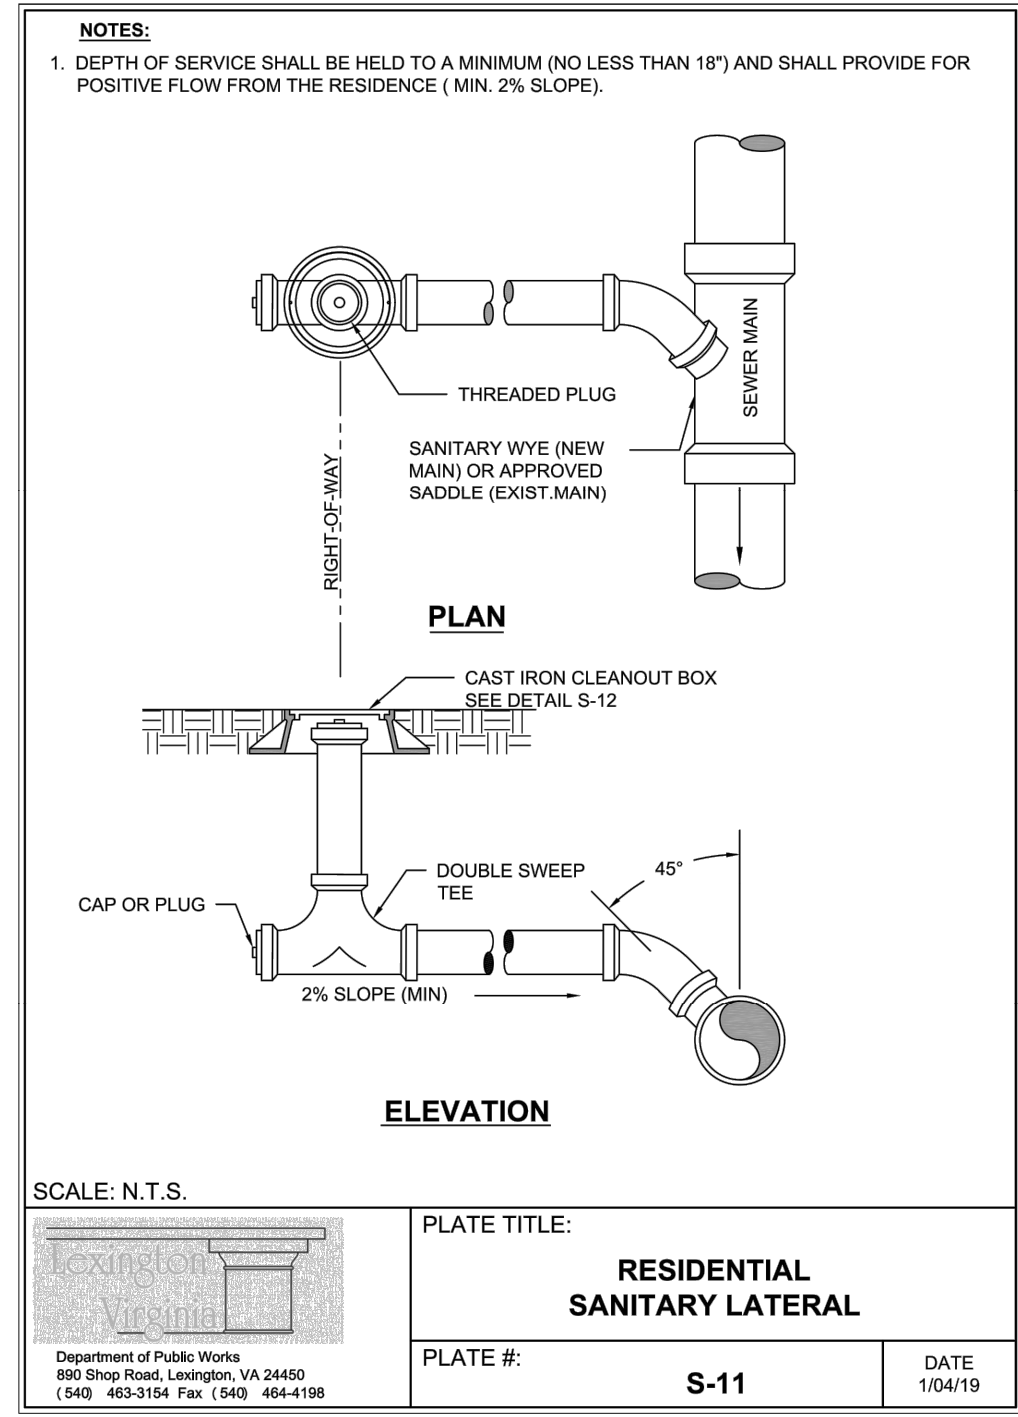 NOTES:
1. DEPTH OF SERVICE SHALL BE HELD TO A MINIMUM (NO LESS THAN 18") AND SHALL PROVIDE FOR
POSITIVE FLOW FROM THE RESIDENCE ( MIN. 2% SLOPE).
SEWER MAIN
THREADED PLUG
SANITARY WYE (NEW
MAIN) OR APPROVED
SADDLE (EXIST.MAIN)
RIGHT-OF-WAY
PLAN
CAST IRON CLEANOUT BOX
SEE DETAIL S-12
45°
DOUBLE SWEEP
TEE
CAP OR PLUG
2% SLOPE (MIN)
ELEVATION
SCALE: N.T.S.
Lexington
Virginia
Department of Public Works
890 Shop Road, Lexington, VA 24450
( 540) 463-3154 Fax ( 540) 464-4198
PLATE TITLE:
RESIDENTIAL
SANITARY LATERAL
PLATE #:
S-11
DATE
1/04/19